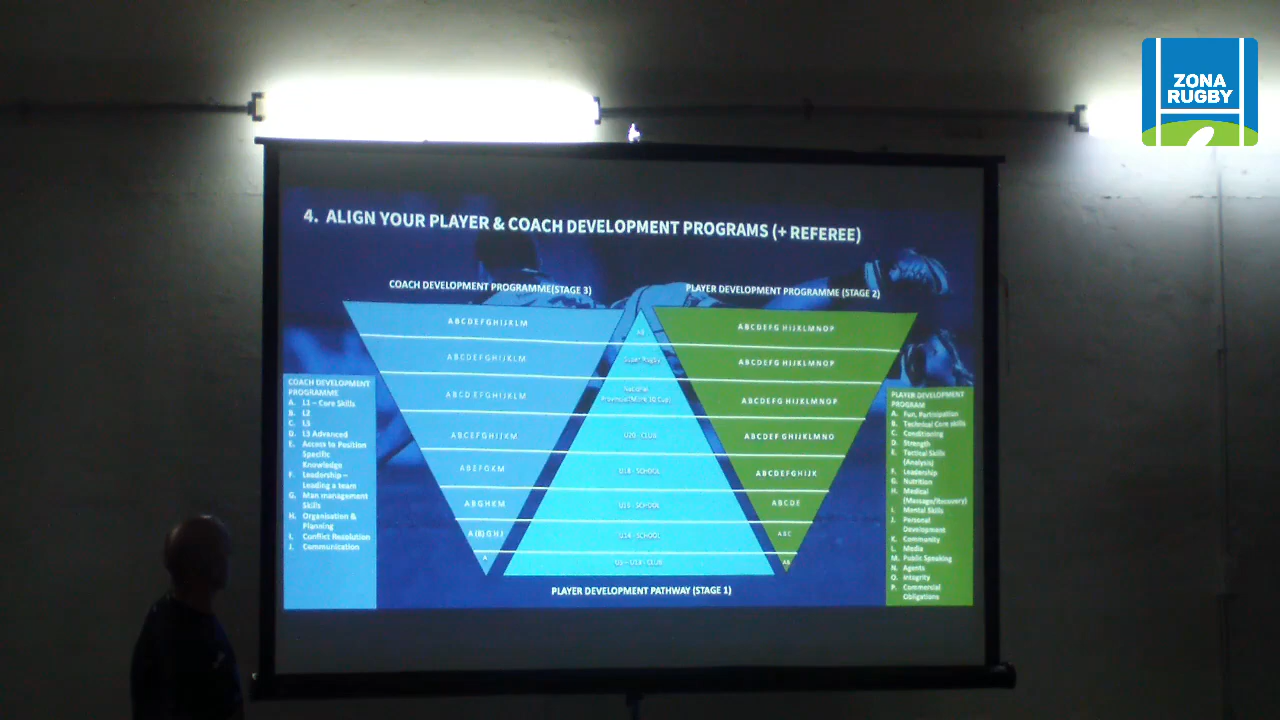 ZONA
RUGBY
4. ALIGN YOUR PLAYER & COACH DEVELOPMENT PROGRAMS (+ REFEREE)
COACH DEVELOPMENT PROGRAMME(STAGE 3)
PLAYER DEVELOPMENT PROGRAMME (STAGE 2)
A B C D E F G H I J K L M
A B C D E F G H I J K L M
A B C D E F G H I J K L M
A B C E F G H I J K M
A B E F G K M
A B G H K M
A (B) G H J
A
Super Rugby
National
U20 - CLUB
U18 - SCHOOL
U16 - SCHOOL
U14 - SCHOOL
U5 - U13 - CLUB
A B C D E F G H I J K L M N O P
A B C D E F G H I J K L M N O P
A B C D E F G H I J K L M N O P
A B C D E F G H I J K L M N O
A B C D E F G H I J K
A B C D E
A B C
A B
PLAYER DEVELOPMENT PATHWAY (STAGE 1)
COACH DEVELOPMENT
PROGRAMME
A. L1 – Core Skills
B. L2
C. L3
D. L3 Advanced
E. Access to Position
Specific
Knowledge
F. Leadership –
Leading a team
G. Man management
Skills
H. Organisation &
Planning
I. Conflict Resolution
J. Communication
PLAYER DEVELOPMENT
PROGRAM
A. Fun, Participation
B. Technical Core skills
C. Conditioning
D. Strength
E. Tactical Skills
(Analysis)
F. Leadership
G. Nutrition
H. Medical
(Massage/Recovery)
I. Mental Skills
J. Personal
Development
K. Community
L. Media
M. Public Speaking
N. Agents
O. Integrity
P. Commercial
Obligations